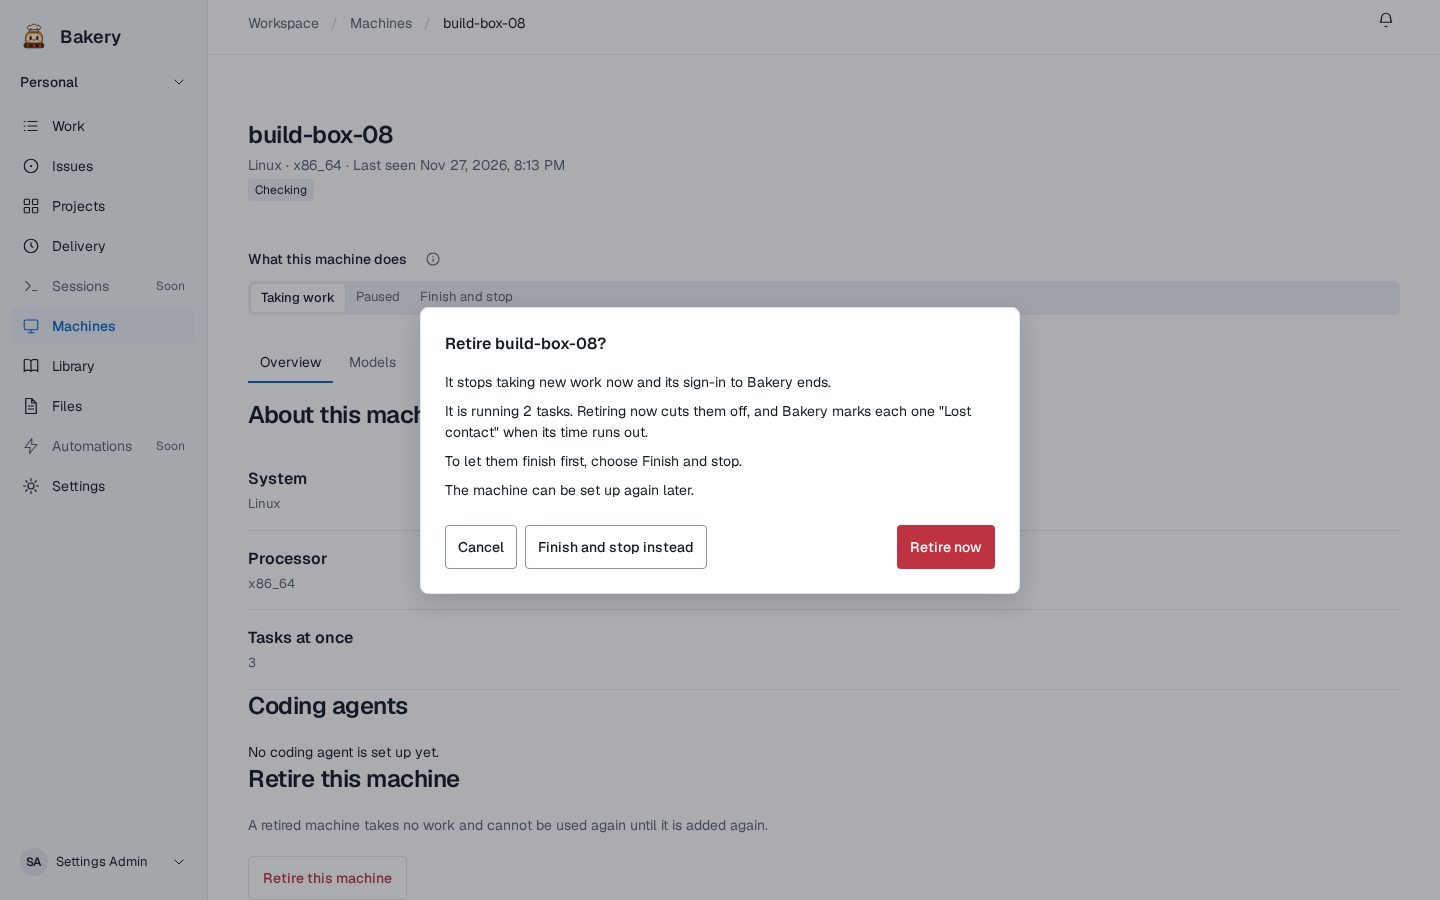 Bakery
Workspace / Machines / build-box-08
Personal
Work
Issues
Projects
Delivery
Sessions Soon
Machines
Library
Files
Automations Soon
Settings
SA Settings Admin
build-box-08
Linux · x86_64 · Last seen Nov 27, 2026, 8:13 PM
Checking
What this machine does
Taking work Paused Finish and stop
Overview Models
About this mach
System
Linux
Processor
x86_64
Tasks at once
3
Coding agents
No coding agent is set up yet.
Retire this machine
A retired machine takes no work and cannot be used again until it is added again.
Retire this machine
Retire build-box-08?
It stops taking new work now and its sign-in to Bakery ends.
It is running 2 tasks. Retiring now cuts them off, and Bakery marks each one "Lost
contact" when its time runs out.
To let them finish first, choose Finish and stop.
The machine can be set up again later.
Cancel Finish and stop instead Retire now